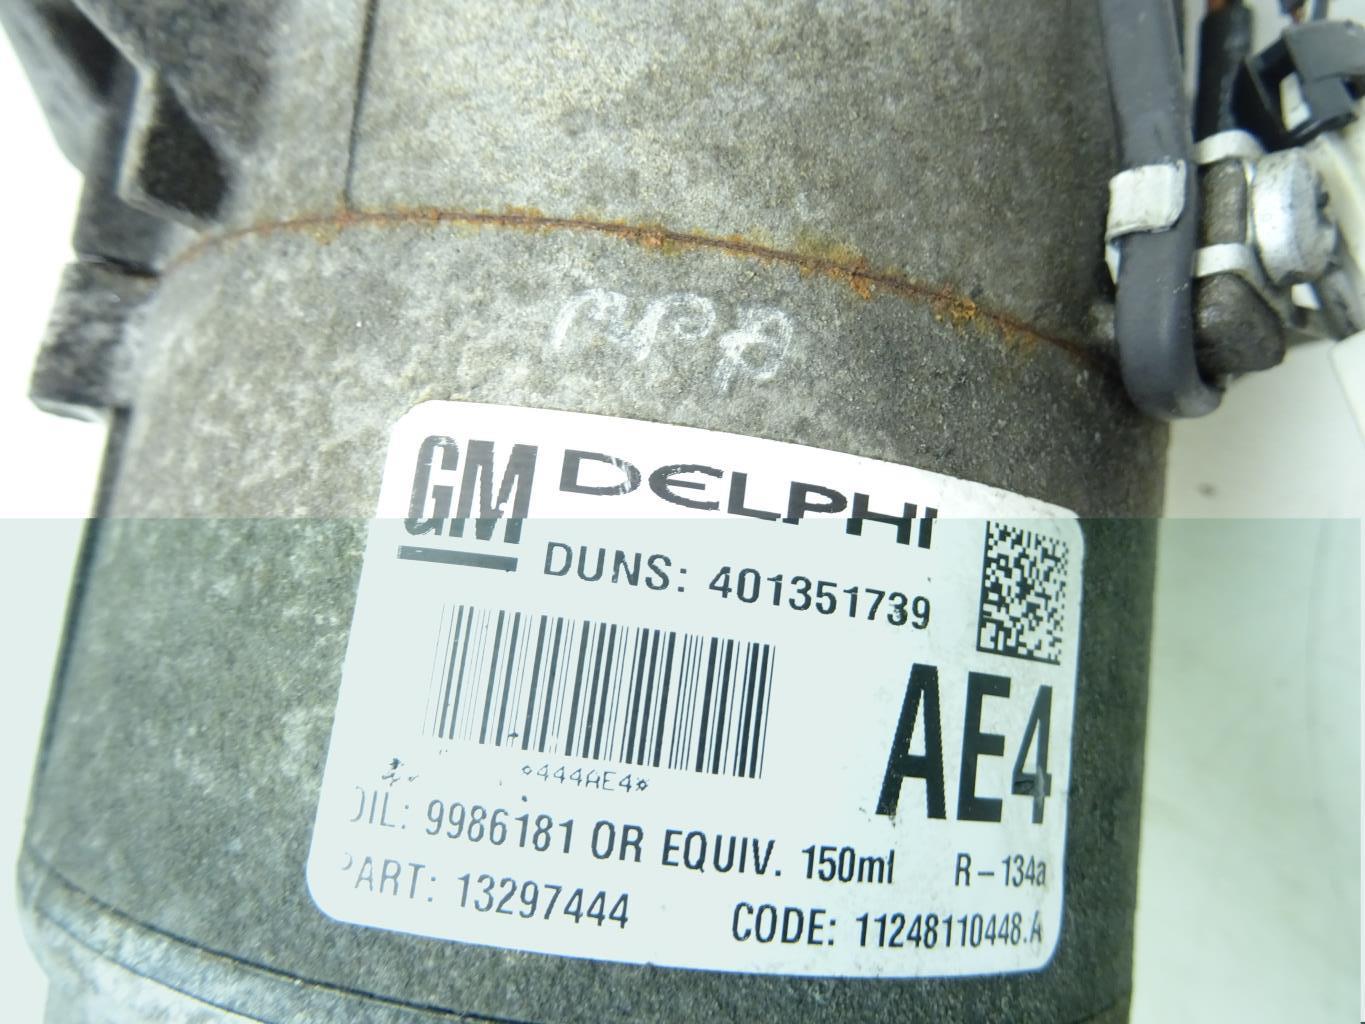 GM DELPHI
DUNS: 401351739
AE4
*444AE4*
OIL: 9986181 OR EQUIV. 150ml R-134a
PART: 13297444 CODE: 11248110448.A